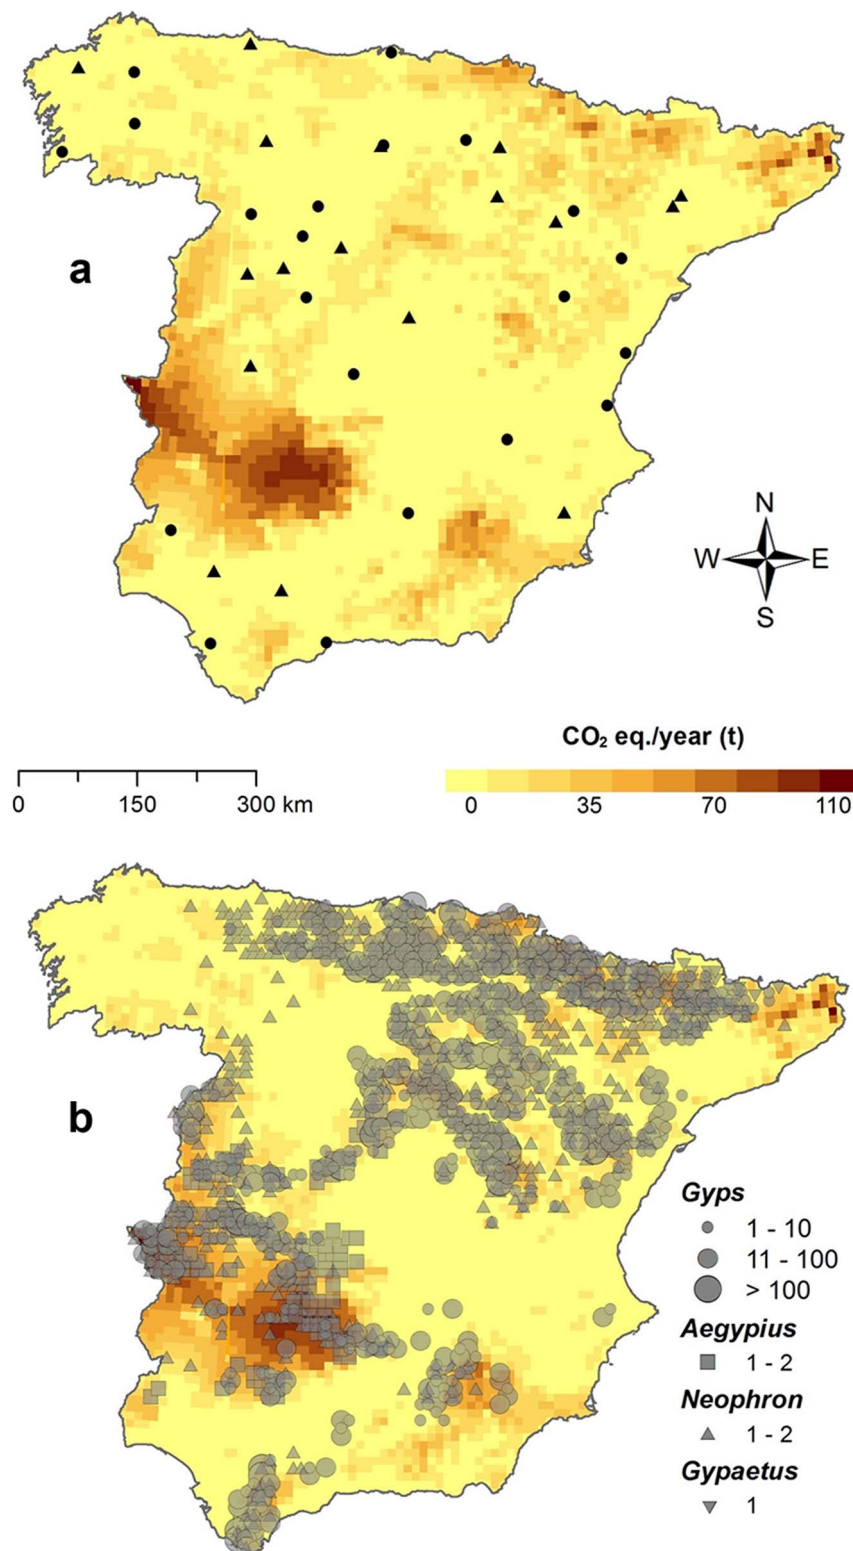 a
N
W E
S
CO₂ eq./year (t)
0 35 70 110
0 150 300 km
b
Gyps
1 - 10
11 - 100
> 100
Aegypius
1 - 2
Neophron
1 - 2
Gypaetus
1